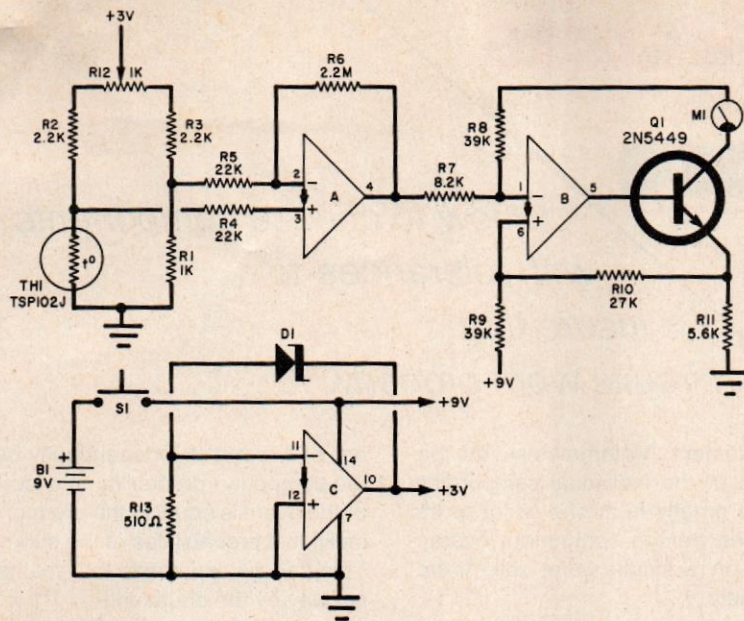 +3V
R12 1K
R2
2.2K
R3
2.2K
R6
2.2M
R5
22K
R4
22K
2
−
+
3
A
4
R7
8.2K
R8
39K
1
−
+
6
B
5
Q1
2N5449
M1
TH1
TSP102J
t°
R1
1K
R10
27K
R9
39K
+9V
R11
5.6K
D1
S1
+9V
B1
9V
+
R13
510Ω
11
−
12
+
C
14
10
7
+3V